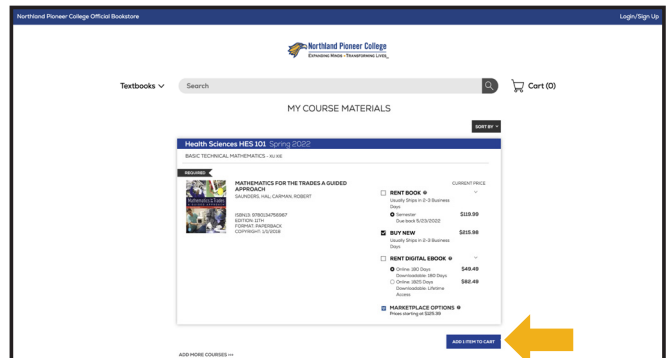 Northland Pioneer College Official Bookstore
Login/Sign Up
Northland Pioneer College
EXPANDING MINDS • TRANSFORMING LIVES
Textbooks
Search
Cart (0)
MY COURSE MATERIALS
SORT BY
Health Sciences HES 101 Spring 2022
BASIC TECHNICAL MATHEMATICS - XU XIE
REQUIRED
MATHEMATICS FOR THE TRADES A GUIDED
APPROACH
SAUNDERS, HAL; CARMAN, ROBERT
ISBN13: 9780134756967
EDITION: 11TH
FORMAT: PAPERBACK
COPYRIGHT: 1/1/2018
Mathematics & Trades
CURRENT PRICE
RENT BOOK
Usually Ships in 2-3 Business
Days
Semester $119.99
Due back 5/23/2022
BUY NEW $215.98
Usually Ships in 2-3 Business
Days
RENT DIGITAL EBOOK
Online: 180 Days $49.49
Downloadable: 180 Days
Online: 1825 Days $82.49
Downloadable: Lifetime
Access
MARKETPLACE OPTIONS
Prices starting at $125.39
ADD 1 ITEM TO CART
ADD MORE COURSES >>